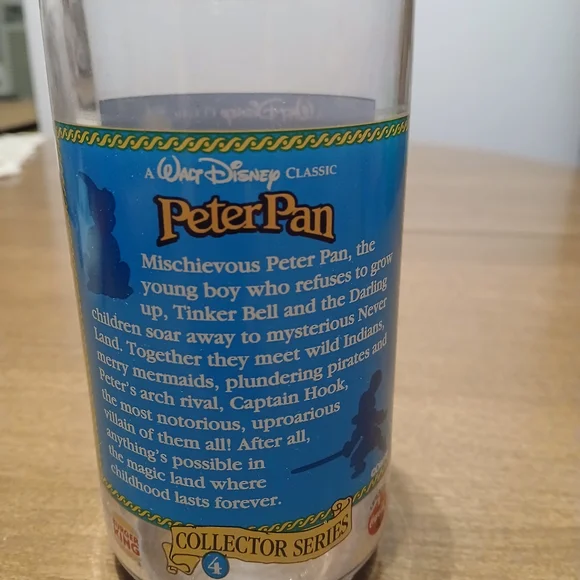 A WALT DISNEY CLASSIC
Peter Pan
Mischievous Peter Pan, the
young boy who refuses to grow
up, Tinker Bell and the Darling
children soar away to mysterious Never
Land. Together they meet wild Indians,
merry mermaids, plundering pirates and
Peter's arch rival, Captain Hook,
the most notorious, uproarious
villain of them all! After all,
anything's possible in
the magic land where
childhood lasts forever.
COLLECTOR SERIES
4
BURGER
KING